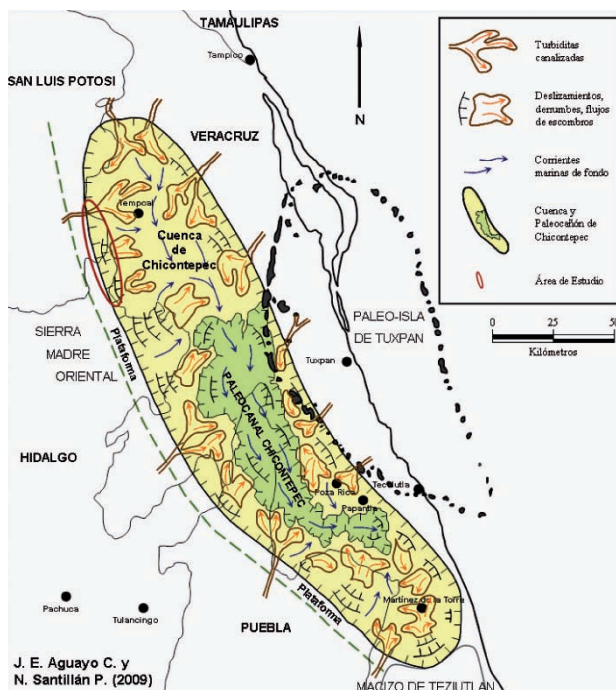 TAMAULIPAS
Tampico
SAN LUIS POTOSÍ
VERACRUZ
N
Turbiditas
canalizadas
Deslizamientos,
derrumbes, flujos
de escombros
Corrientes
marinas de fondo
Cuenca y
Paleocañón de
Chicontepec
Área de Estudio
0 25 50
Kilómetros
Tempoal
Cuenca
de
Chicontepec
SIERRA
MADRE
ORIENTAL
Plataforma
PALEO-ISLA
DE TUXPAN
Tuxpan
PALEOCANAL CHICONTEPEC
HIDALGO
Poza Rica
Tecolutla
Papantla
Pachuca
Tulancingo
Plataforma
Martínez de la Torre
PUEBLA
J. E. Aguayo C. y
N. Santillán P. (2009)
MACIZO DE TEZIUTLAN